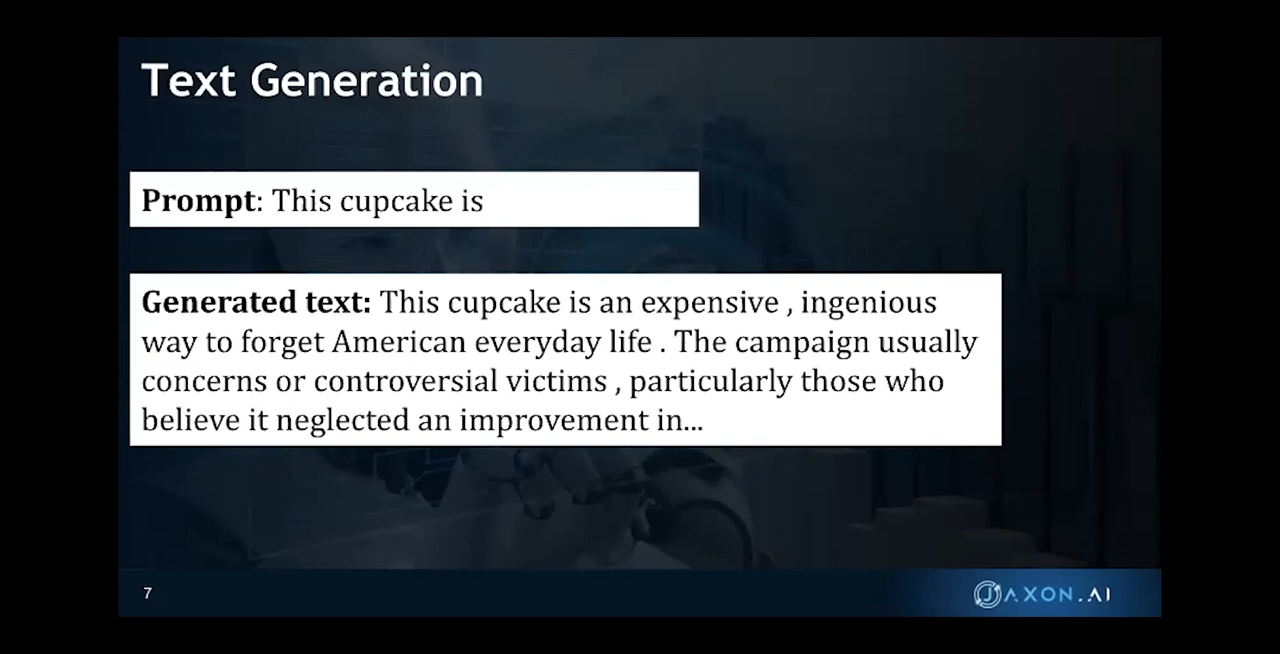 Text Generation
Prompt: This cupcake is
Generated text: This cupcake is an expensive , ingenious
way to forget American everyday life . The campaign usually
concerns or controversial victims , particularly those who
believe it neglected an improvement in...
7
JAXON.AI